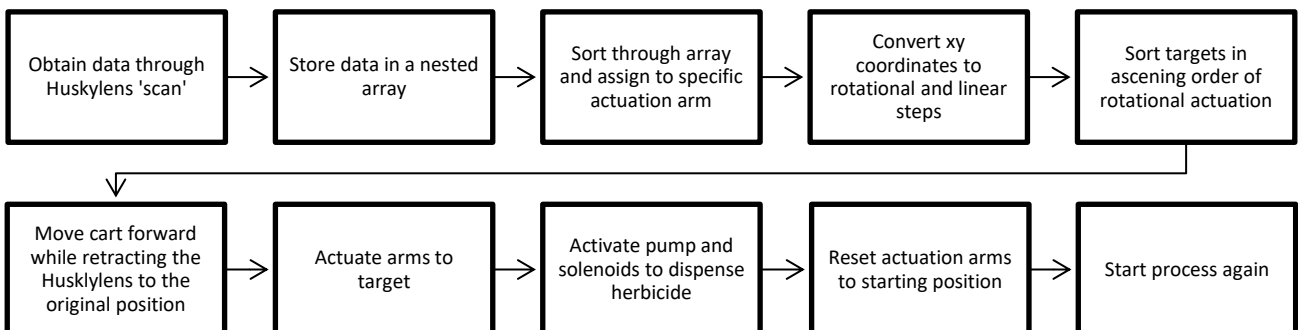 Obtain data through
Huskylens 'scan'
Store data in a nested
array
Sort through array
and assign to specific
actuation arm
Convert xy
coordinates to
rotational and linear
steps
Sort targets in
ascening order of
rotational actuation
Move cart forward
while retracting the
Husklylens to the
original position
Actuate arms to
target
Activate pump and
solenoids to dispense
herbicide
Reset actuation arms
to starting position
Start process again